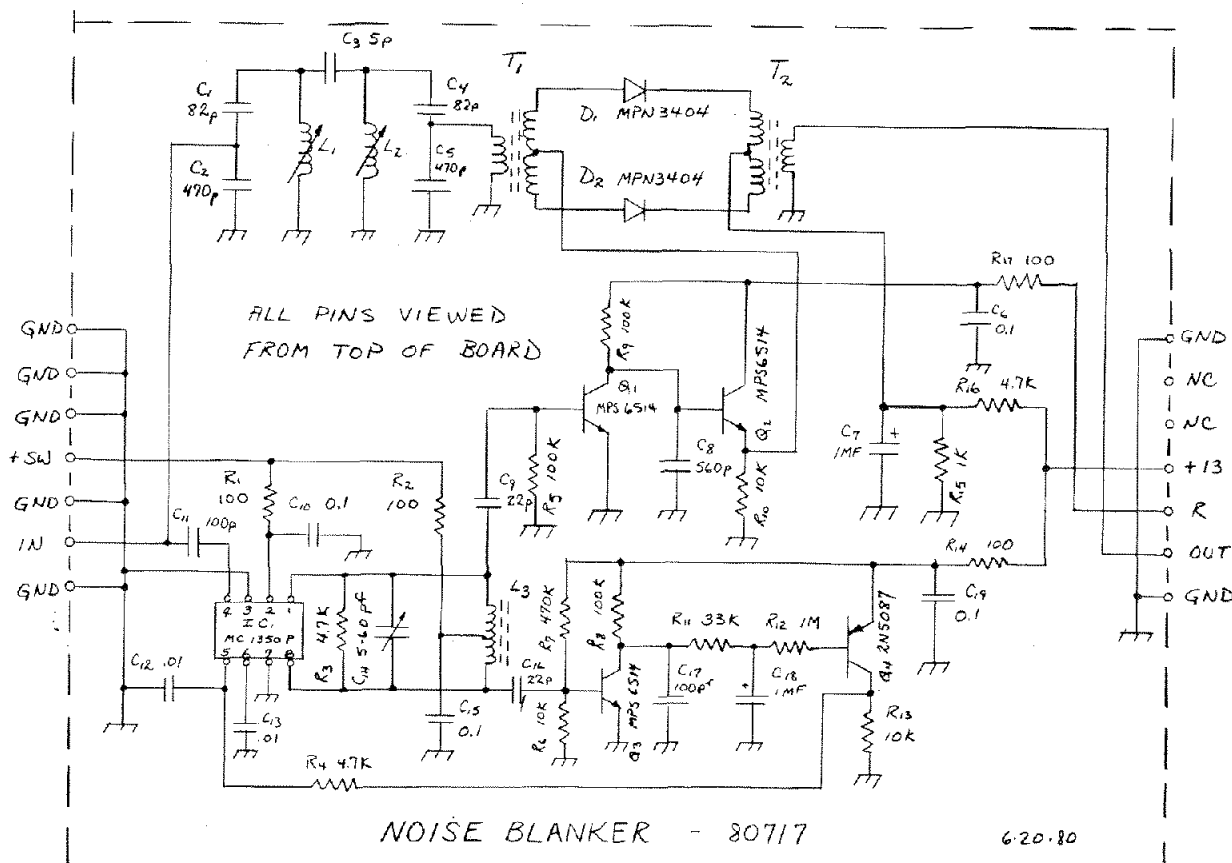 C3 5p
T1
T2
C1
82p
C4
82p
D1 MPN3404
L1
L2
C2
470p
C5
470p
D2 MPN3404
R17 100
ALL PINS VIEWED
FROM TOP OF BOARD
C6
0.1
GND
GND
GND
+SW
GND
IN
GND
GND
NC
NC
+13
R
OUT
GND
R9 100K
Q1
MPS6514
MPS6514
Q2
R16 4.7K
C7
1MF
+
R15 1K
C8
560p
R10 10K
R1
100
C10 0.1
R2
100
C9
22p
R5 100K
C11
100p
R14 100
C19
0.1
4 3 2 1
IC1
MC1350P
5 6 7 8
R3 4.7K
C14 5-60pf
L3
R7 470K
R8 100K
R11 33K
R12 1M
Q4 2N5087
C12 .01
C13
.01
C16
22p
C15
0.1
R6 10K
Q3 MPS6514
C17
100pf
+
C18
1MF
R13
10K
R4 4.7K
NOISE BLANKER - 80717
6-20-80